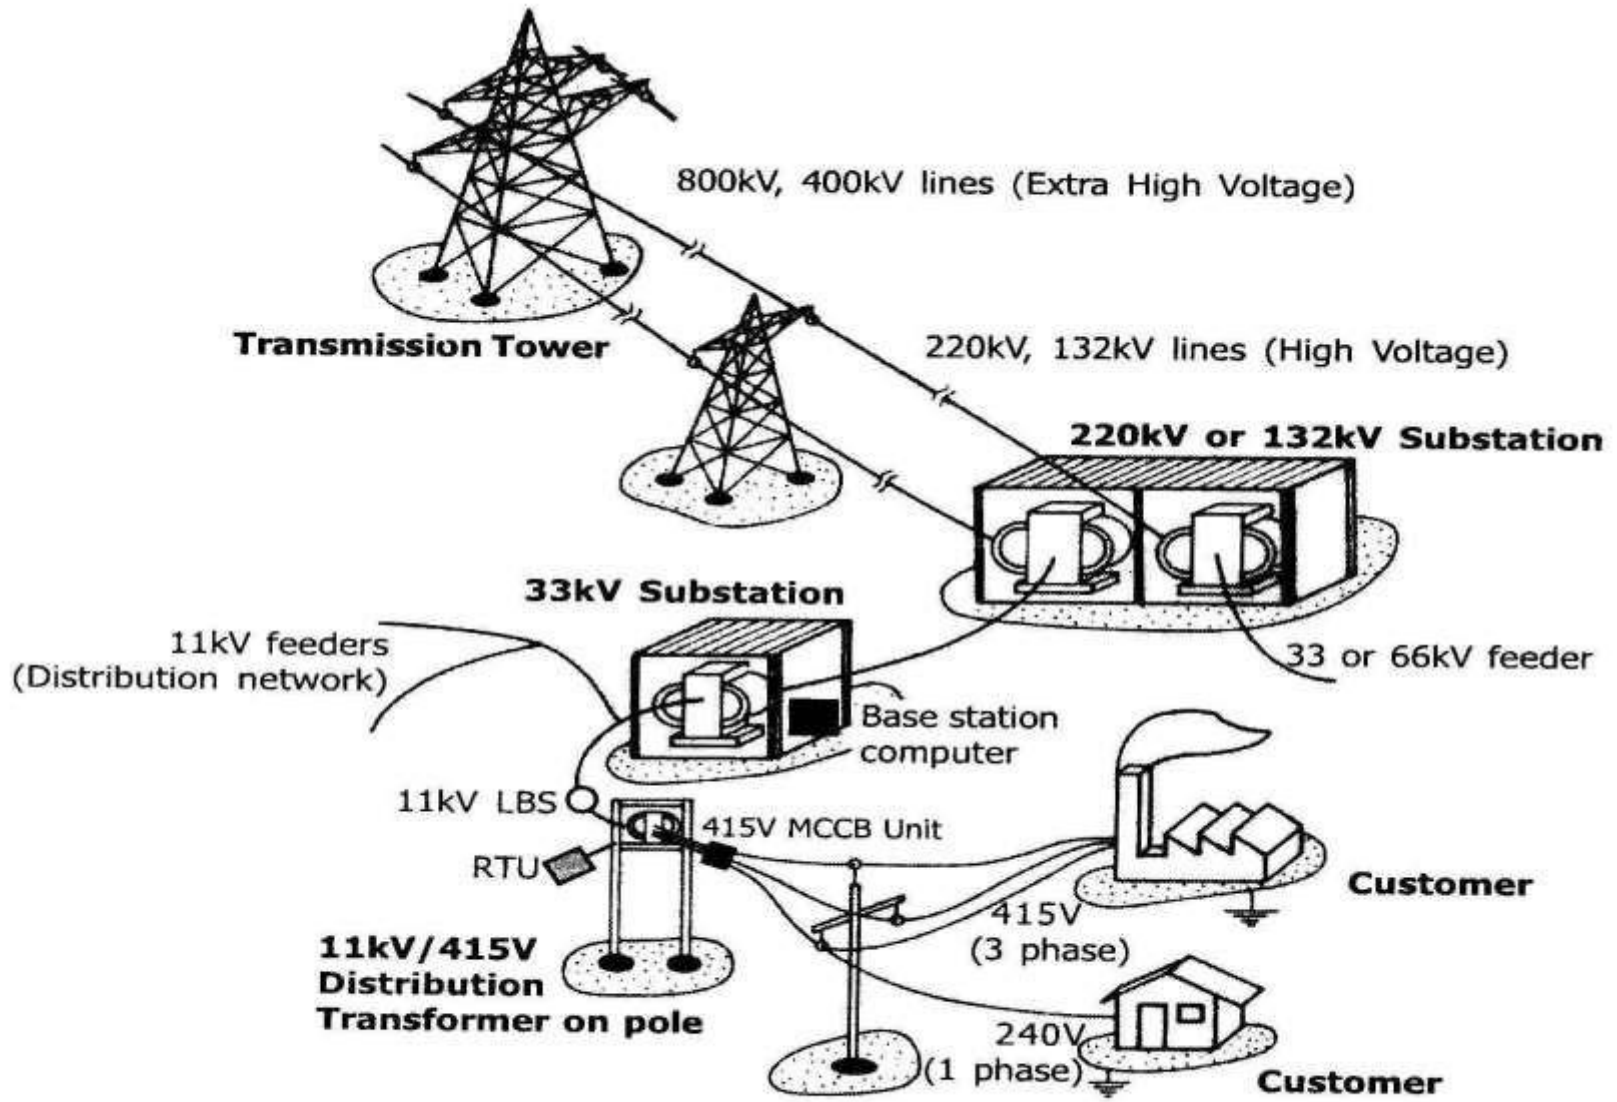 800kV, 400kV lines (Extra High Voltage)
Transmission Tower
220kV, 132kV lines (High Voltage)
220kV or 132kV Substation
33kV Substation
11kV feeders
(Distribution network)
33 or 66kV feeder
Base station
computer
11kV LBS
415V MCCB Unit
RTU
Customer
415V
(3 phase)
11kV/415V
Distribution
Transformer on pole
240V
(1 phase)
Customer